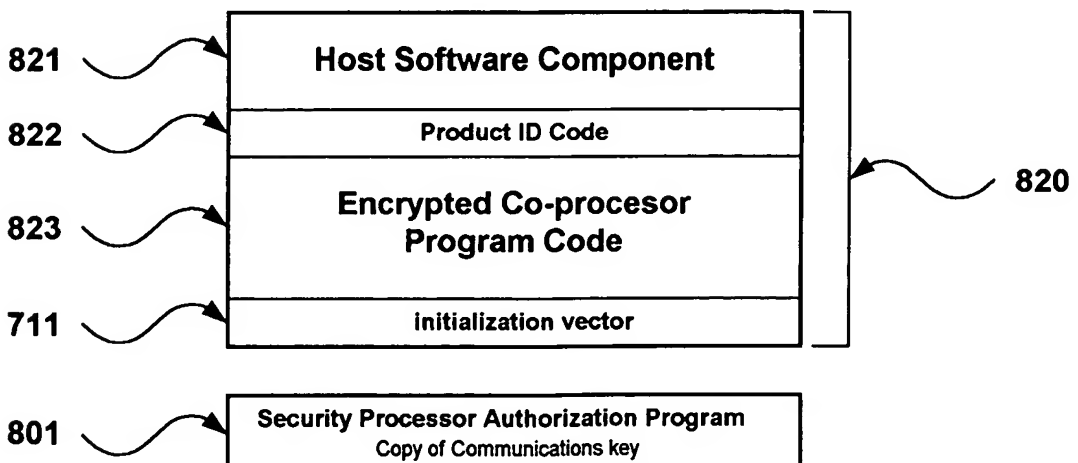 821
Host Software Component
822
Product ID Code
820
823
Encrypted Co-procesor
Program Code
711
initialization vector
801
Security Processor Authorization Program
Copy of Communications key